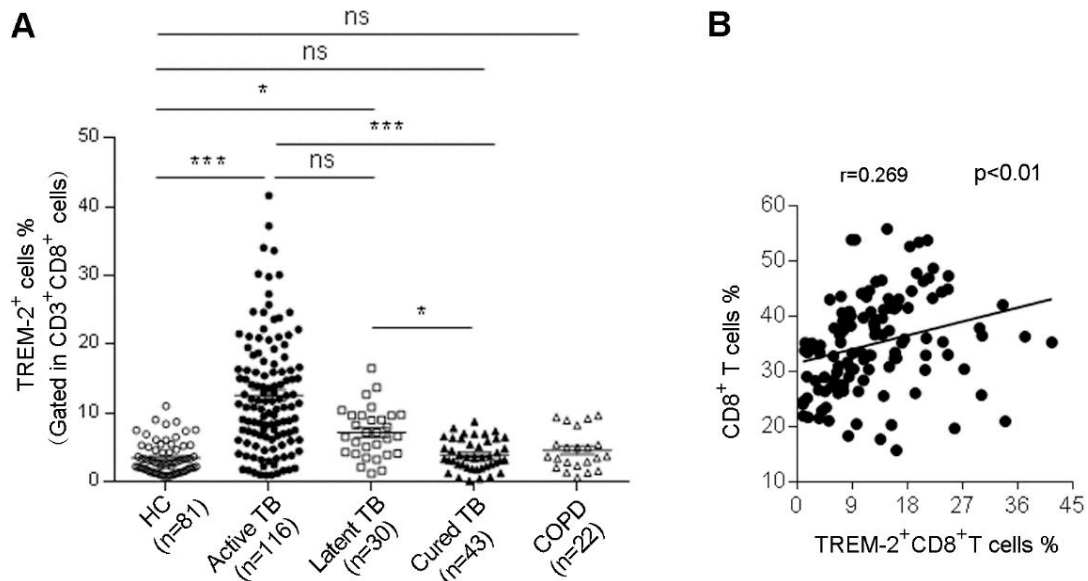 A
ns
ns
*
***
***
ns
*
50
40
30
20
10
0
TREM-2⁺ cells %
(Gated in CD3⁺CD8⁺ cells)
HC
(n=81)
Active TB
(n=116)
Latent TB
(n=30)
Cured TB
(n=43)
COPD
(n=22)
B
r=0.269 p<0.01
60
50
40
30
20
10
CD8⁺ T cells %
0 9 18 27 36 45
TREM-2⁺CD8⁺T cells %